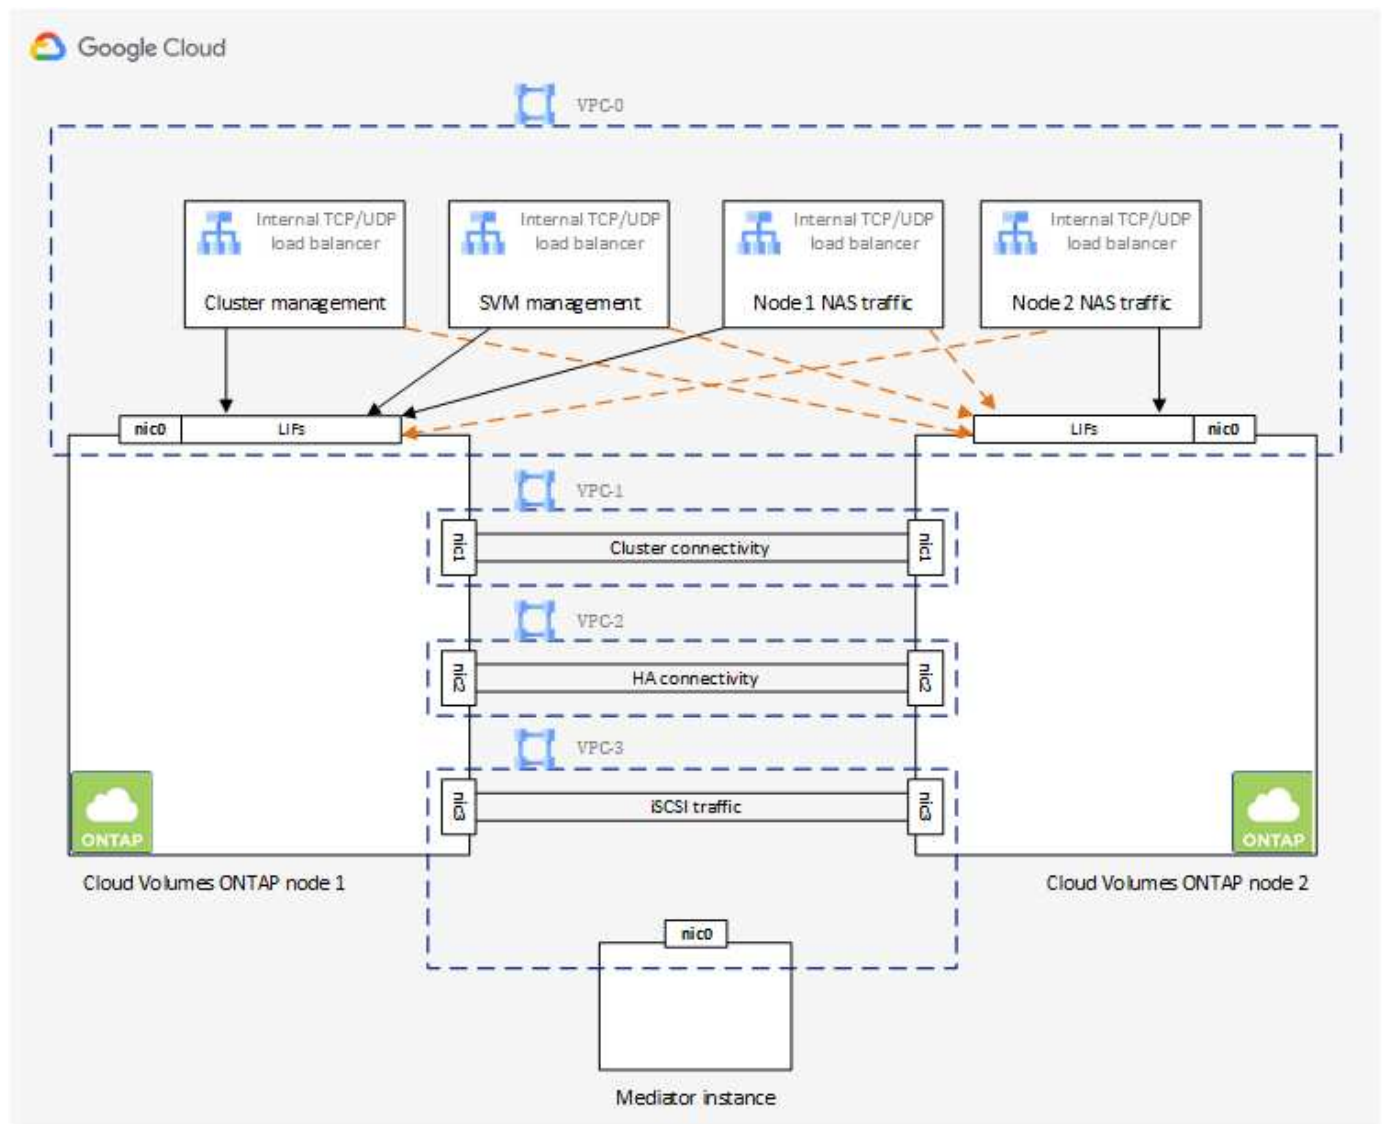 Google Cloud
VPC-0
Internal TCP/UDP
load balancer
Cluster management
Internal TCP/UDP
load balancer
SVM management
Internal TCP/UDP
load balancer
Node 1 NAS traffic
Internal TCP/UDP
load balancer
Node 2 NAS traffic
nic0
LIFs
LIFs
nic0
VPC-1
nic1
Cluster connectivity
nic1
VPC-2
nic2
HA connectivity
nic2
VPC-3
nic3
iSCSI traffic
nic3
ONTAP
ONTAP
Cloud Volumes ONTAP node 1
Cloud Volumes ONTAP node 2
nic0
Mediator instance